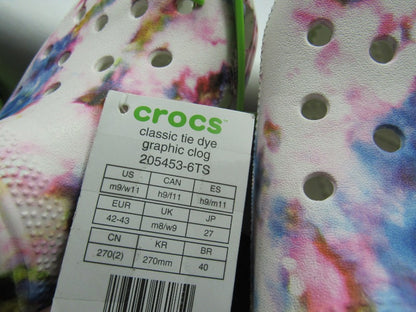 crocs
classic tie dye
graphic clog
205453-6TS
US CAN ES
m9/w11 h9/f11 h9/m11
EUR UK JP
42-43 m8/w9 27
CN KR BR
270(2) 270mm 40